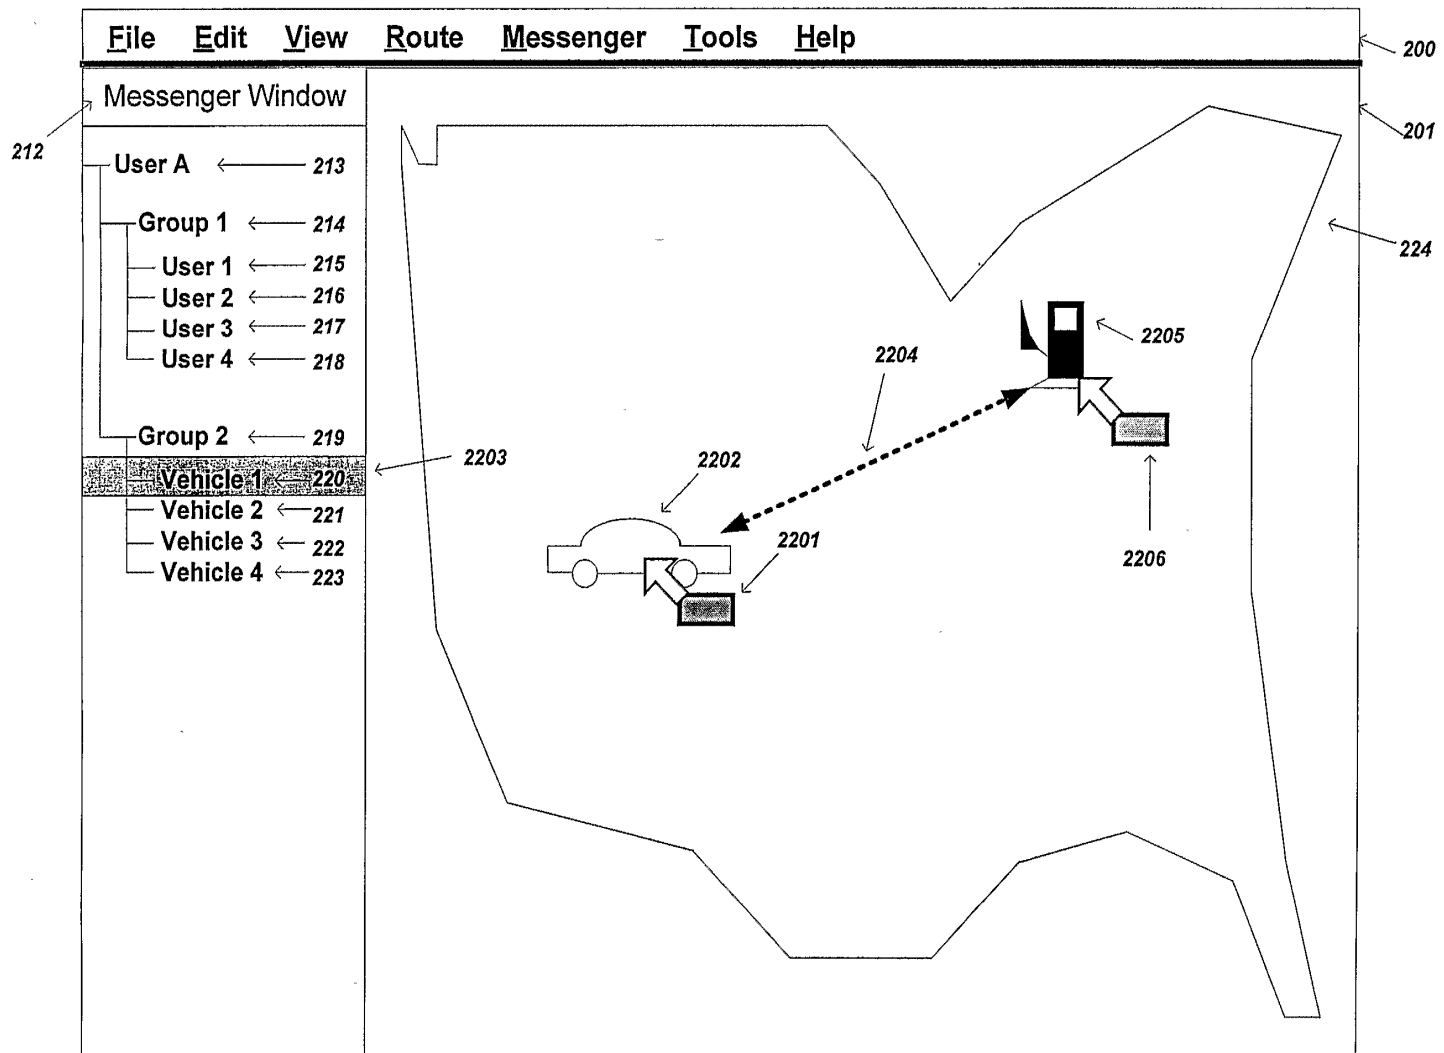 File Edit View Route Messenger Tools Help
200
Messenger Window
201
212
User A 213
Group 1 214
224
User 1 215
User 2 216
User 3 217
User 4 218
2204
2205
Group 2 219
2203
2202
Vehicle 1 220
Vehicle 2 221
Vehicle 3 222
Vehicle 4 223
2201
2206